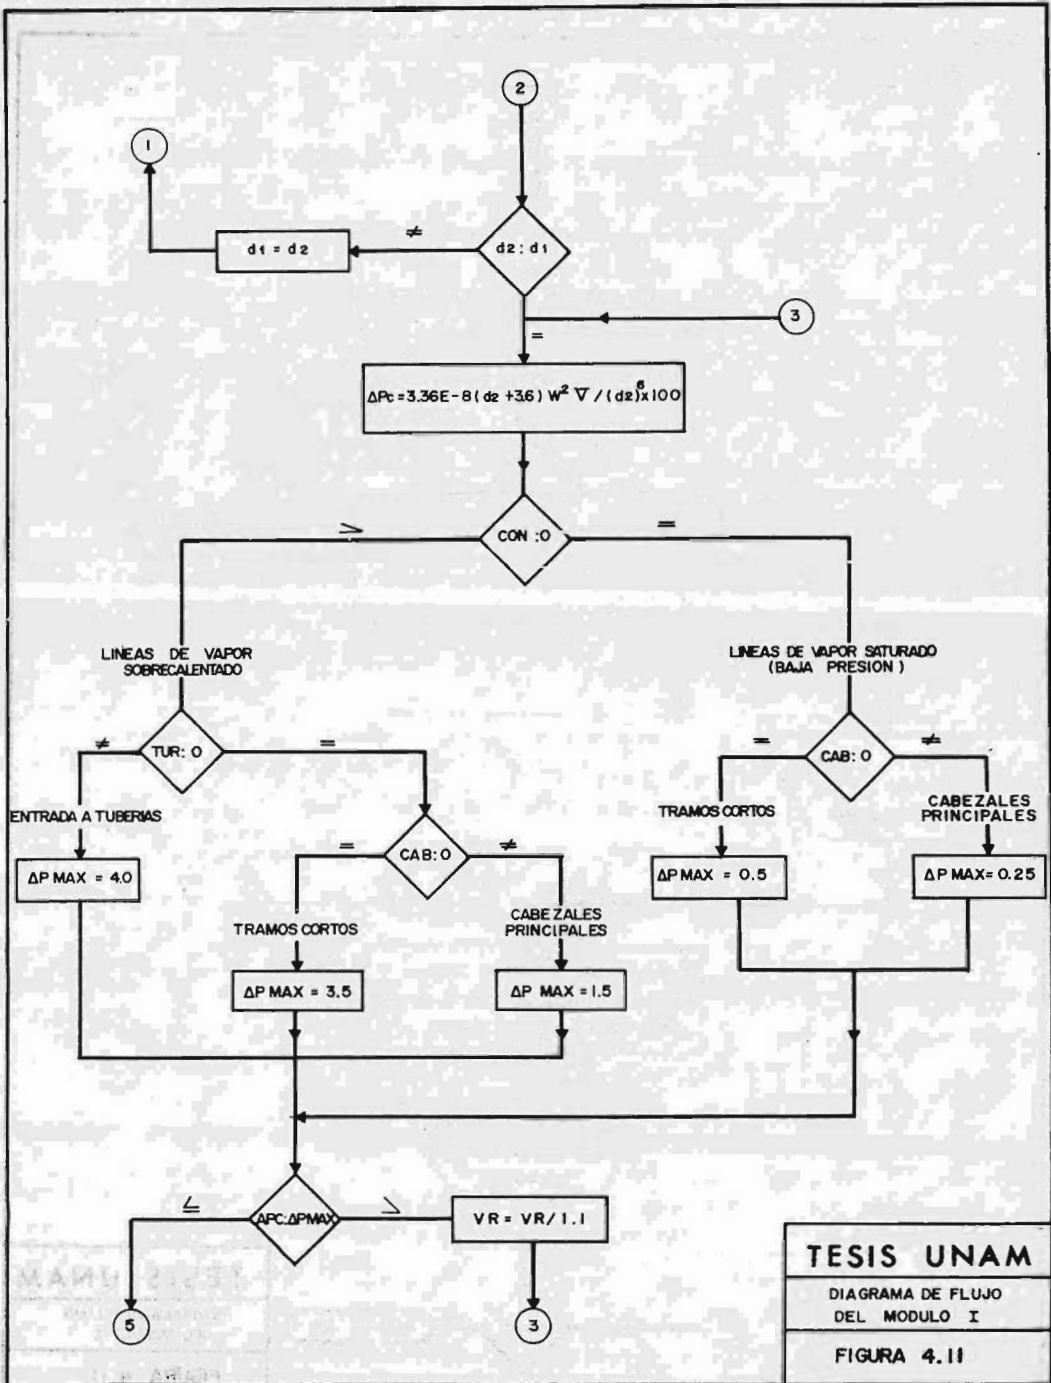 2
1
d1 = d2
≠
d2 : d1
3
=
ΔPc = 3.36E-8 ( d2 + 3.6 ) W² V̄ / (d2)⁶ x 100
≥
CON : 0
=
LINEAS DE VAPOR
SOBRECALENTADO
LINEAS DE VAPOR SATURADO
(BAJA PRESION)
≠
TUR: 0
=
=
CAB: 0
≠
ENTRADA A TUBERIAS
TRAMOS CORTOS
CABEZALES
PRINCIPALES
=
CAB: 0
≠
ΔP MAX = 4.0
ΔP MAX = 0.5
ΔP MAX = 0.25
TRAMOS CORTOS
CABEZALES
PRINCIPALES
ΔP MAX = 3.5
ΔP MAX = 1.5
≤
ΔPC:ΔPMAX
>
VR = VR/1.1
5
3
TESIS UNAM
DIAGRAMA DE FLUJO
DEL MODULO I
FIGURA 4.11